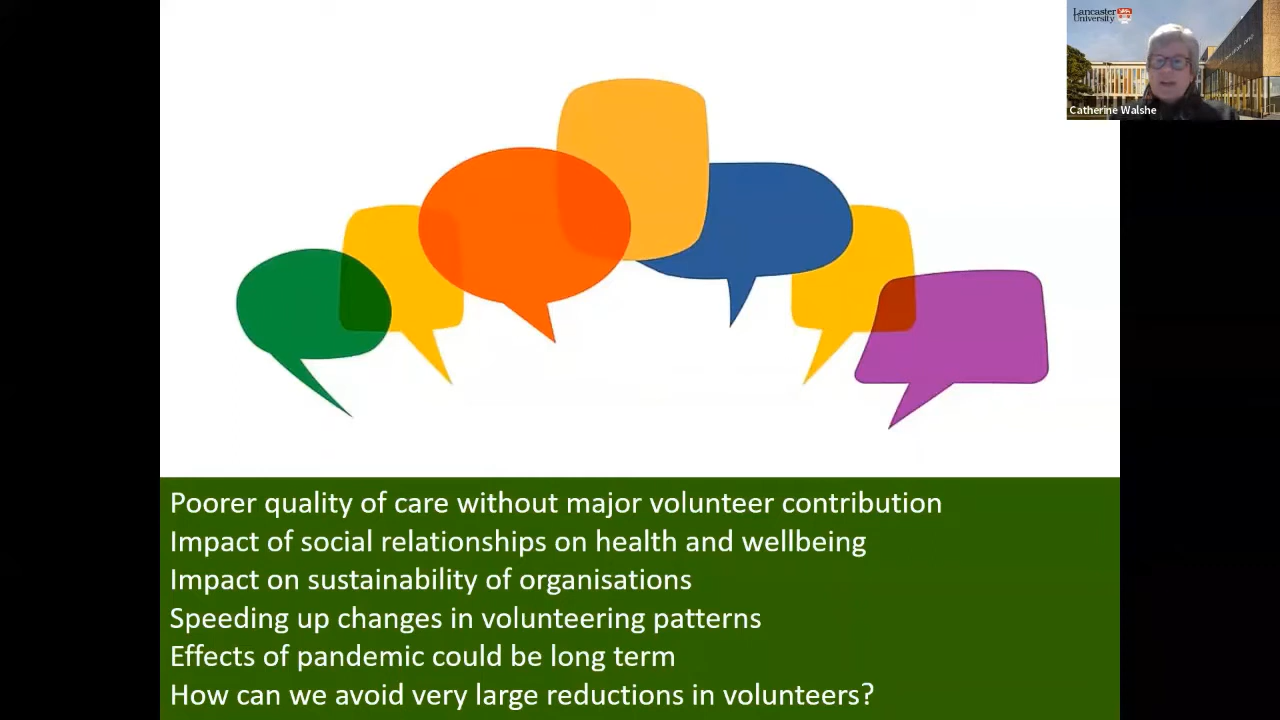 Lancaster
University
Catherine Walshe
Poorer quality of care without major volunteer contribution
Impact of social relationships on health and wellbeing
Impact on sustainability of organisations
Speeding up changes in volunteering patterns
Effects of pandemic could be long term
How can we avoid very large reductions in volunteers?